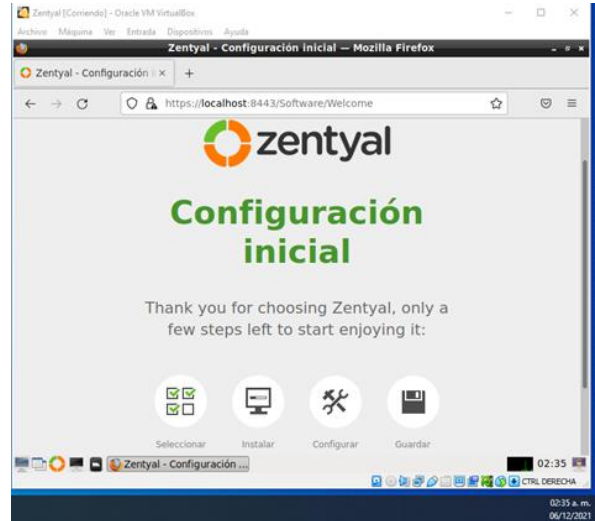 Zentyal [Corriendo] - Oracle VM VirtualBox
Archivo Máquina Ver Entrada Dispositivos Ayuda
Zentyal - Configuración inicial — Mozilla Firefox
Zentyal - Configuración i
https://localhost:8443/Software/Welcome
zentyal
Configuración
inicial
Thank you for choosing Zentyal, only a
few steps left to start enjoying it:
Seleccionar Instalar Configurar Guardar
Zentyal - Configuración ...
02:35
CTRL DERECHA
02:35 a. m.
06/12/2021